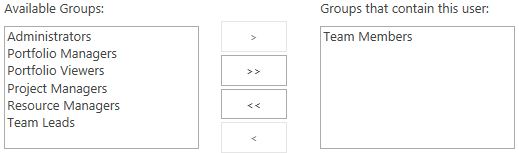 Available Groups:
Groups that contain this user:
Administrators
Portfolio Managers
Portfolio Viewers
Project Managers
Resource Managers
Team Leads
>
>>
<<
<
Team Members